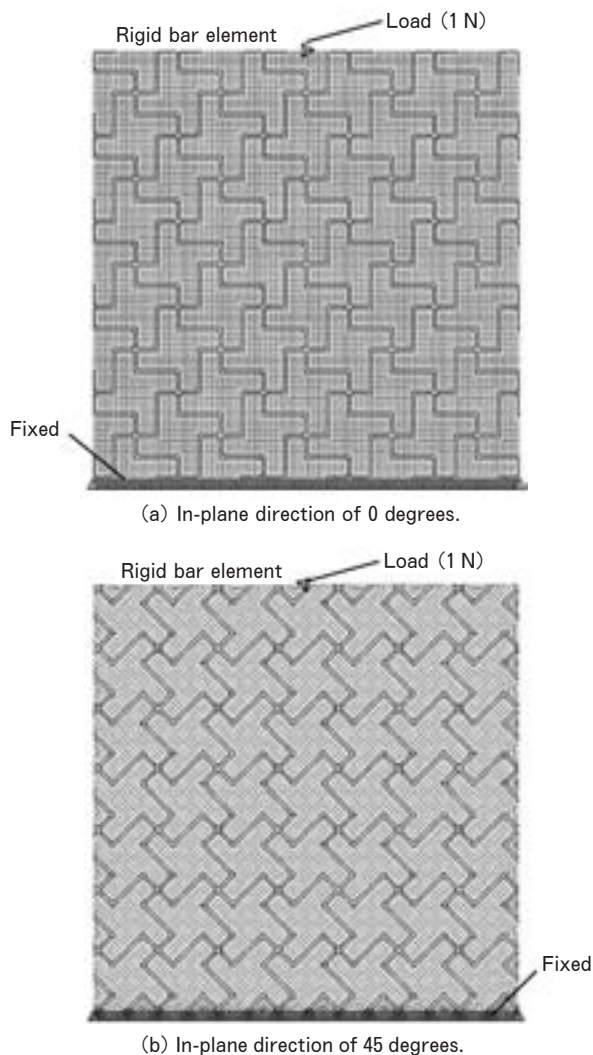 Rigid bar element
Load (1 N)
Fixed
(a) In-plane direction of 0 degrees.
Rigid bar element
Load (1 N)
Fixed
(b) In-plane direction of 45 degrees.